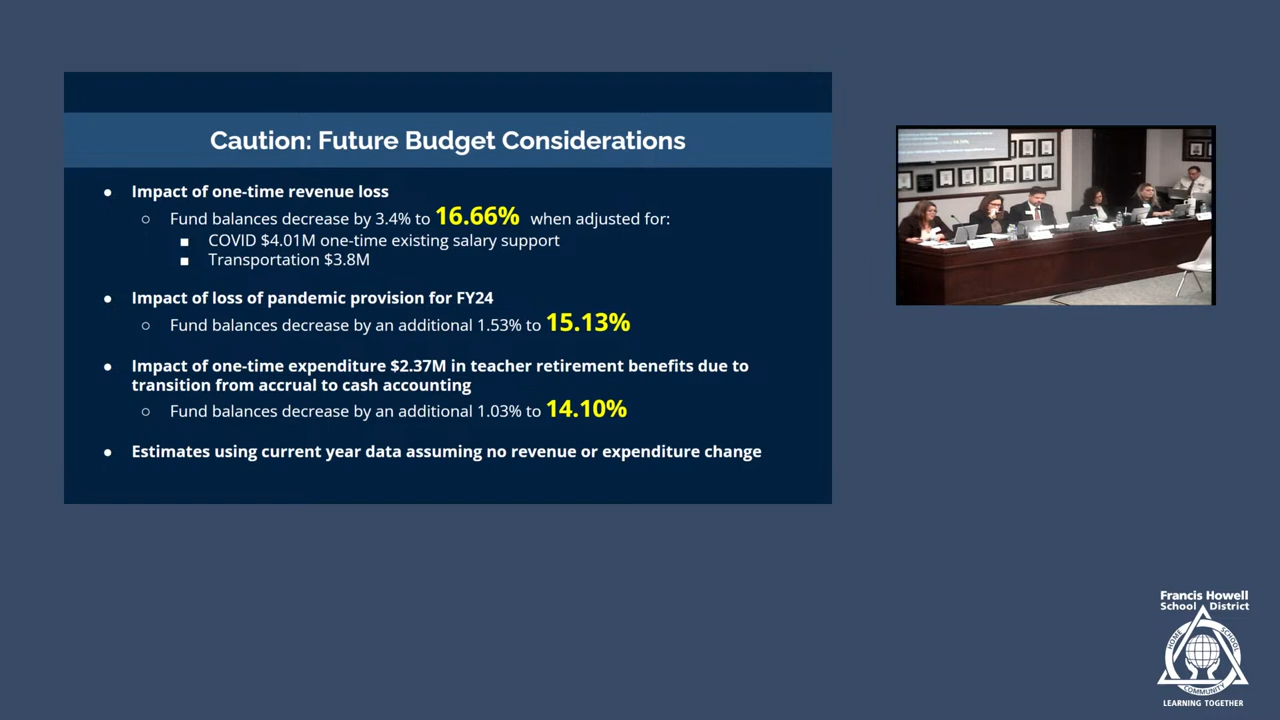 Caution: Future Budget Considerations
● Impact of one-time revenue loss
○ Fund balances decrease by 3.4% to 16.66% when adjusted for:
■ COVID $4.01M one-time existing salary support
■ Transportation $3.8M
● Impact of loss of pandemic provision for FY24
○ Fund balances decrease by an additional 1.53% to 15.13%
● Impact of one-time expenditure $2.37M in teacher retirement benefits due to
transition from accrual to cash accounting
○ Fund balances decrease by an additional 1.03% to 14.10%
● Estimates using current year data assuming no revenue or expenditure change
Francis Howell
School District
HOME
SCHOOL
COMMUNITY
LEARNING TOGETHER